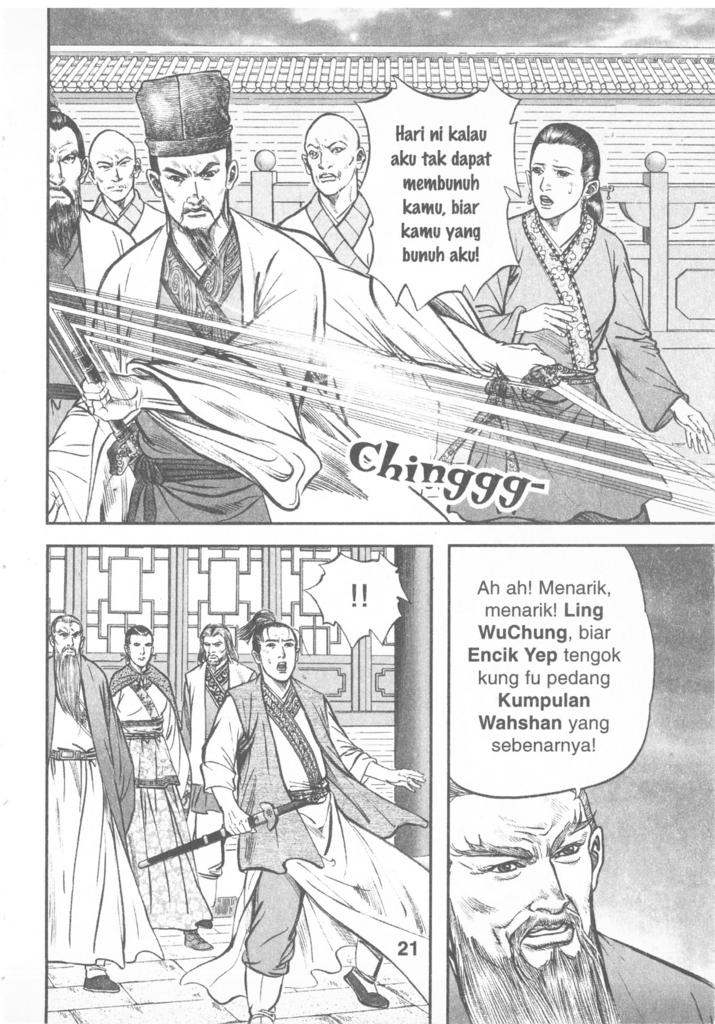 Hari ni kalau
aku tak dapat
membunuh
kamu, biar
kamu yang
bunuh aku!
Chinggg-
!!
Ah ah! Menarik,
menarik! Ling
WuChung, biar
Encik Yep tengok
kung fu pedang
Kumpulan
Wahshan yang
sebenarnya!
21